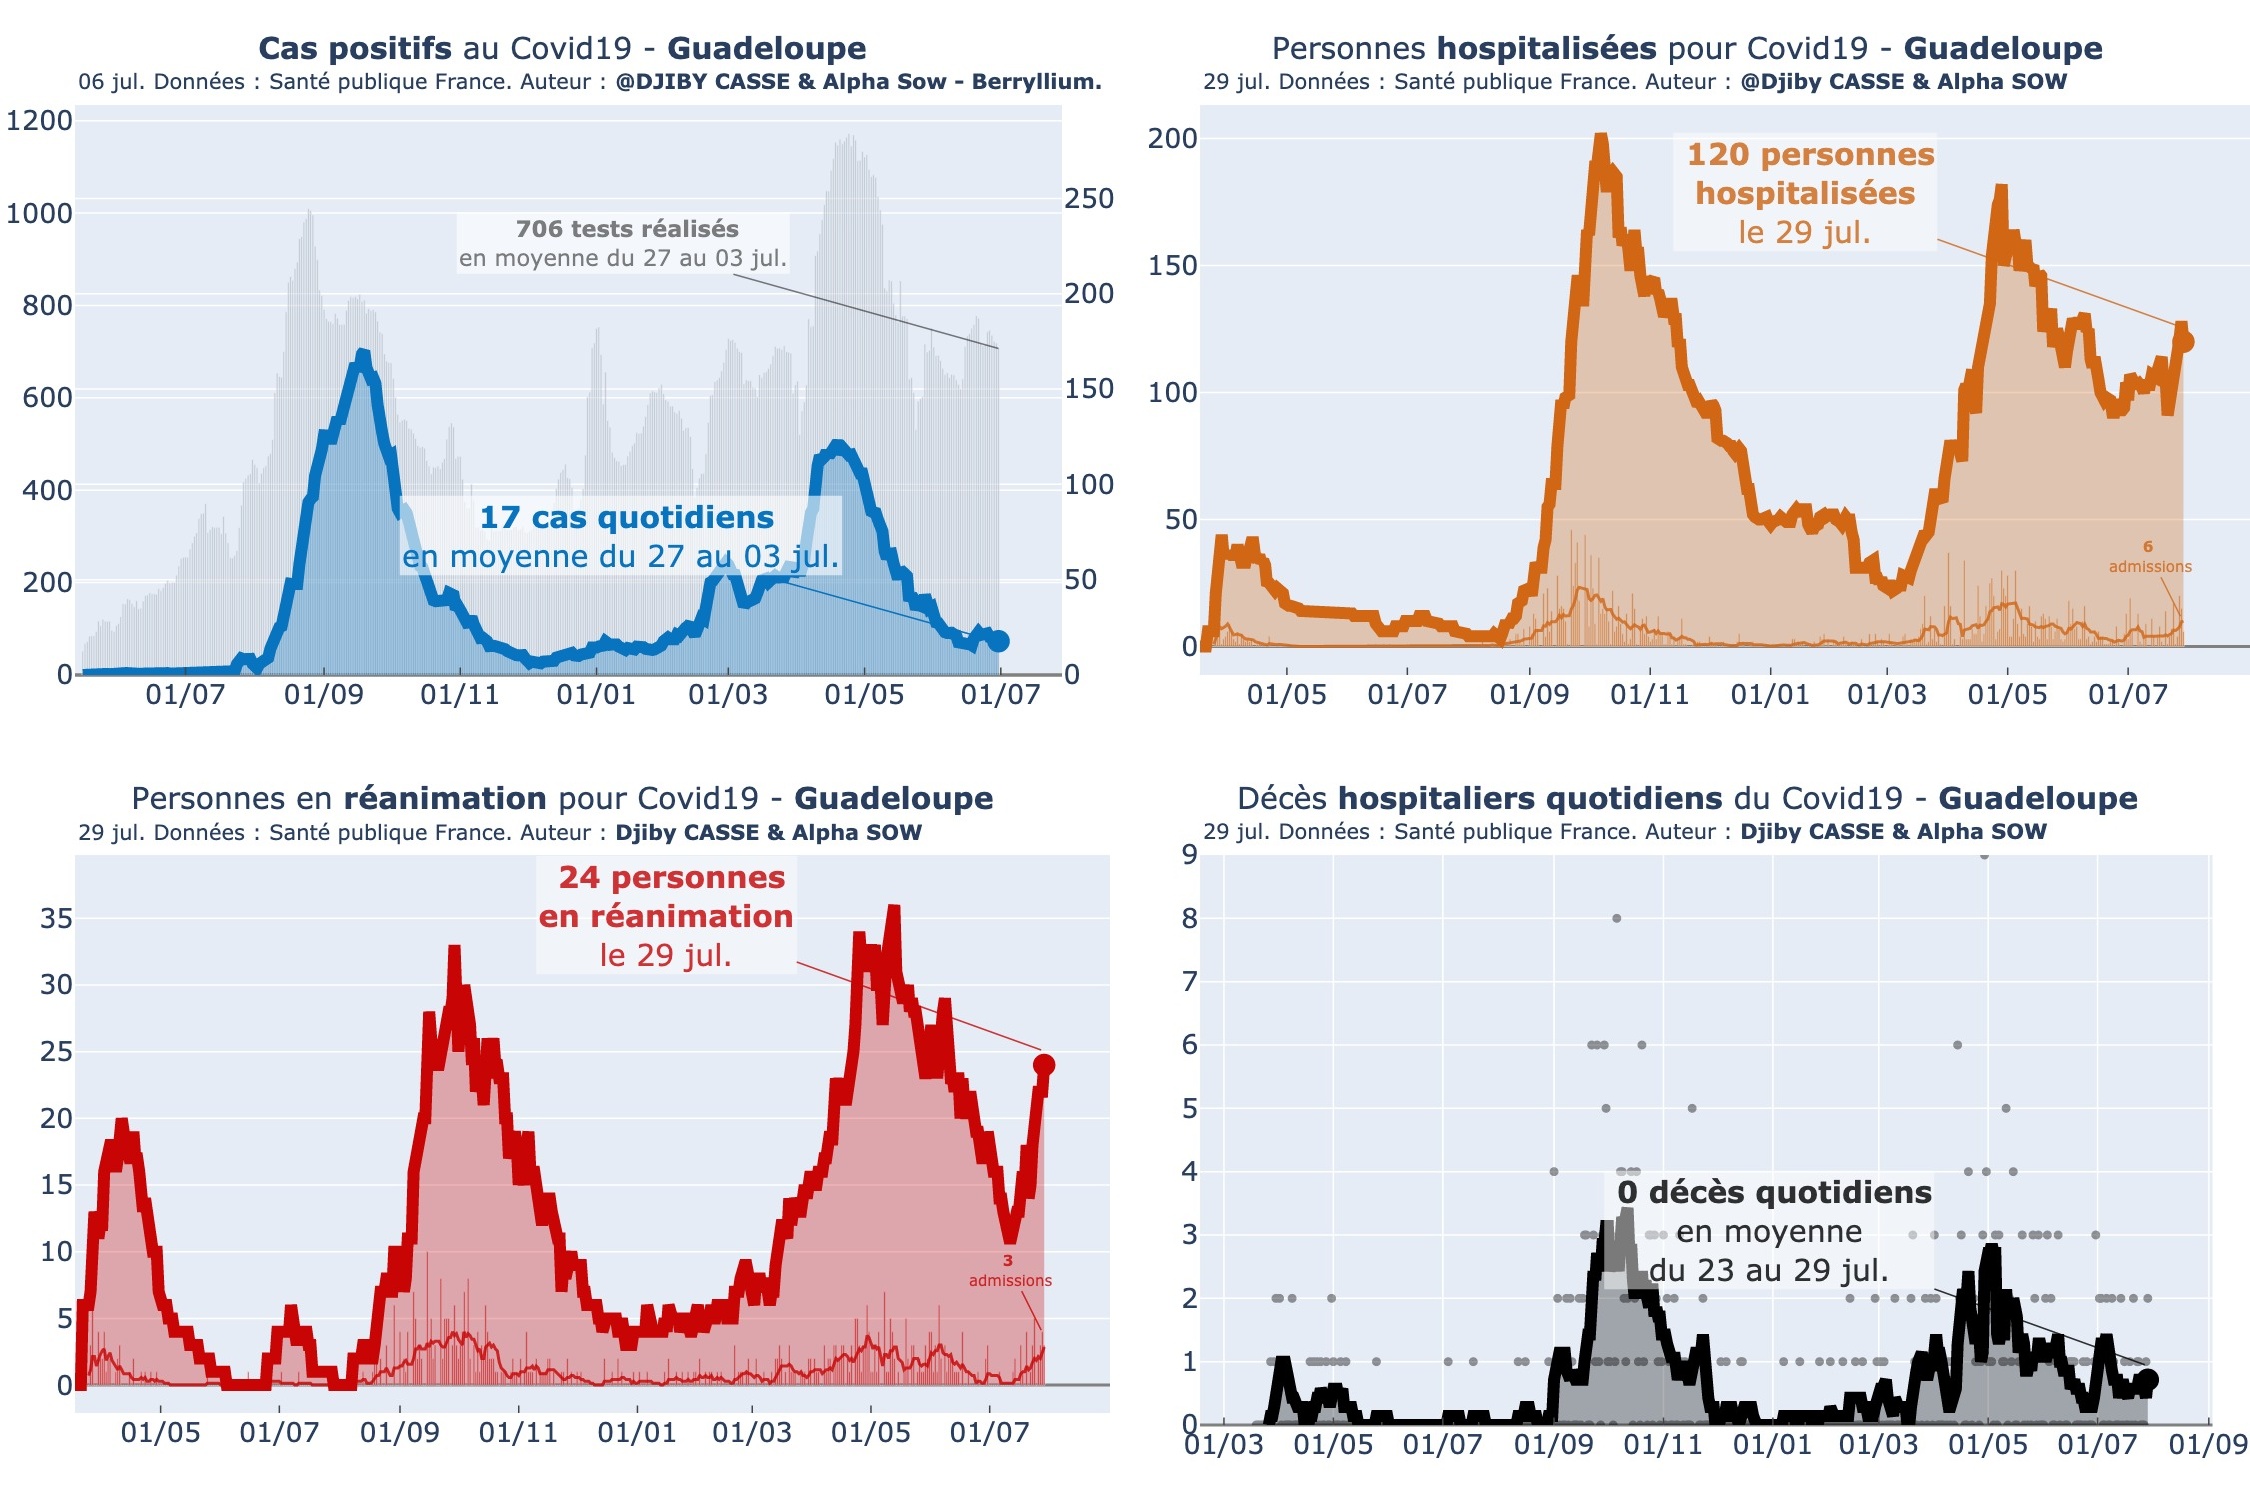 Cas positifs au Covid19 - Guadeloupe
06 jul. Données : Santé publique France. Auteur : @DJIBY CASSE & Alpha Sow - Berryllium.
1200
1000
800
600
400
200
0
250
200
150
100
50
0
706 tests réalisés
en moyenne du 27 au 03 jul.
17 cas quotidiens
en moyenne du 27 au 03 jul.
01/07 01/09 01/11 01/01 01/03 01/05 01/07
Personnes hospitalisées pour Covid19 - Guadeloupe
29 jul. Données : Santé publique France. Auteur : @Djiby CASSE & Alpha SOW
200
150
100
50
0
120 personnes
hospitalisées
le 29 jul.
6
admissions
01/05 01/07 01/09 01/11 01/01 01/03 01/05 01/07
Personnes en réanimation pour Covid19 - Guadeloupe
29 jul. Données : Santé publique France. Auteur : Djiby CASSE & Alpha SOW
35
30
25
20
15
10
5
0
24 personnes
en réanimation
le 29 jul.
3
admissions
01/05 01/07 01/09 01/11 01/01 01/03 01/05 01/07
Décès hospitaliers quotidiens du Covid19 - Guadeloupe
29 jul. Données : Santé publique France. Auteur : Djiby CASSE & Alpha SOW
9
8
7
6
5
4
3
2
1
0
0 décès quotidiens
en moyenne
du 23 au 29 jul.
01/03 01/05 01/07 01/09 01/11 01/01 01/03 01/05 01/07 01/09